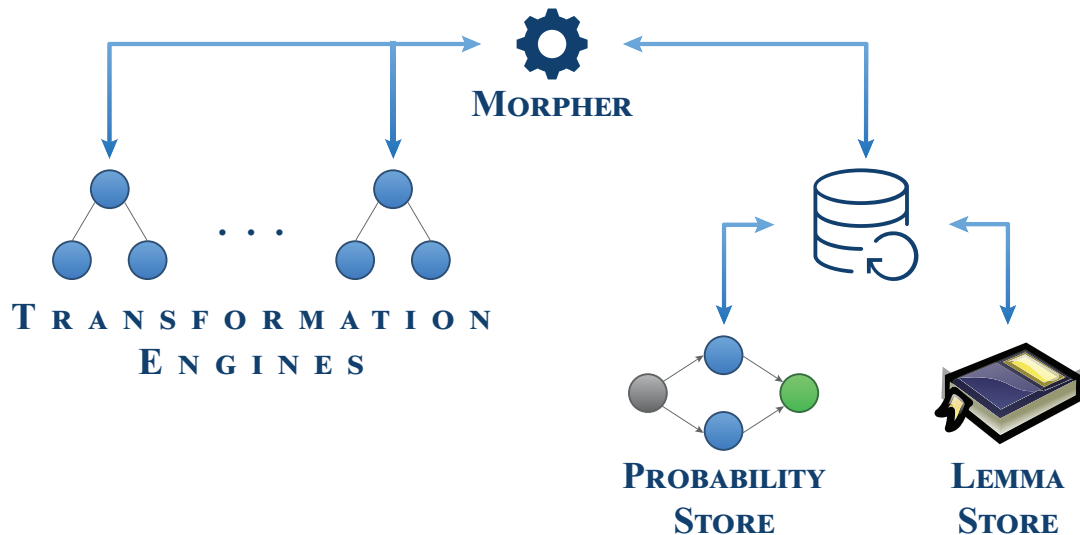 MORPHER
. . .
TRANSFORMATION
ENGINES
PROBABILITY
STORE
LEMMA
STORE